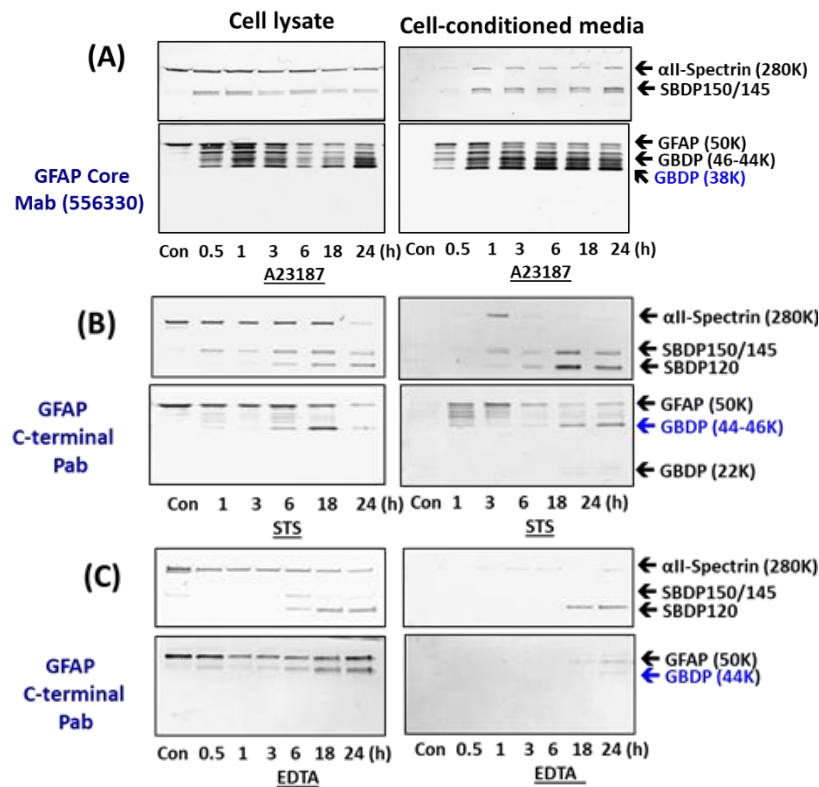 Cell lysate
Cell-conditioned media
(A)
← αII-Spectrin (280K)
← SBDP150/145
GFAP Core
Mab (556330)
← GFAP (50K)
← GBDP (46-44K)
↖ GBDP (38K)
Con 0.5 1 3 6 18 24 (h)
A23187
Con 0.5 1 3 6 18 24 (h)
A23187
(B)
← αII-Spectrin (280K)
← SBDP150/145
← SBDP120
GFAP
C-terminal
Pab
← GFAP (50K)
← GBDP (44-46K)
← GBDP (22K)
Con 1 3 6 18 24 (h)
STS
Con 1 3 6 18 24 (h)
STS
(C)
← αII-Spectrin (280K)
← SBDP150/145
← SBDP120
GFAP
C-terminal
Pab
← GFAP (50K)
← GBDP (44K)
Con 0.5 1 3 6 18 24 (h)
EDTA
Con 0.5 1 3 6 18 24 (h)
EDTA